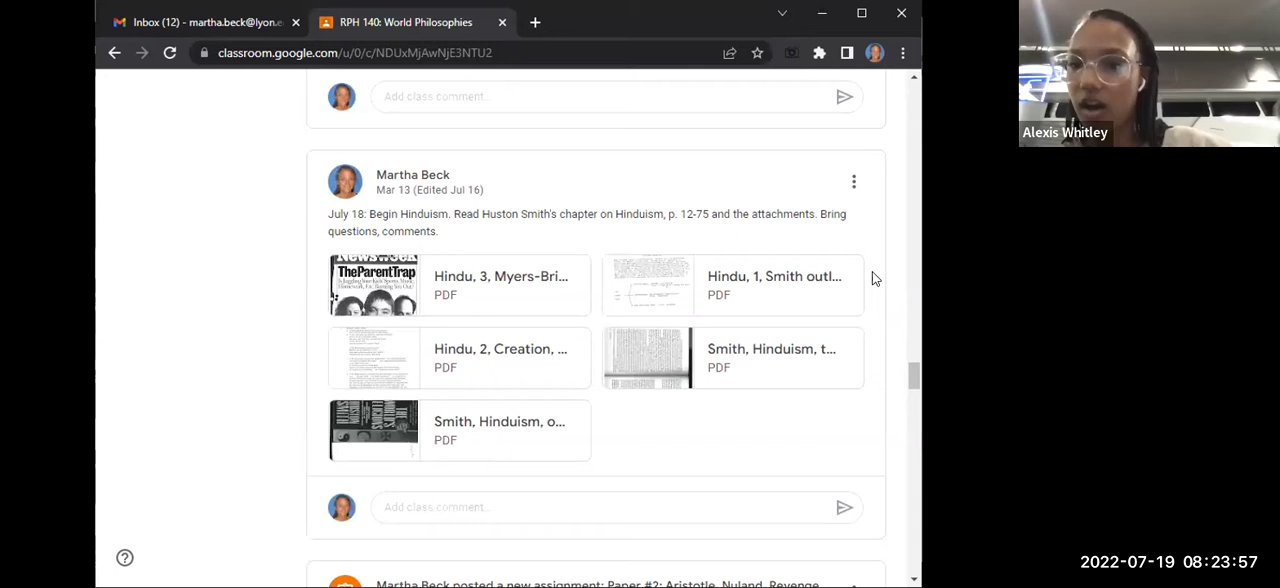 Inbox (12) - martha.beck@lyon.e
RPH 140: World Philosophies
classroom.google.com/u/0/c/NDUxMjAwNjE3NTU2
Add class comment...
Martha Beck
Mar 13 (Edited Jul 16)
July 18: Begin Hinduism. Read Huston Smith's chapter on Hinduism, p. 12-75 and the attachments. Bring
questions, comments.
TheParentTrap
Hindu, 3, Myers-Bri...
PDF
Hindu, 1, Smith outl...
PDF
Hindu, 2, Creation, ...
PDF
Smith, Hinduism, t...
PDF
Smith, Hinduism, o...
PDF
Add class comment...
Martha Beck posted a new assignment: Paper #2: Aristotle, Nuland, Revenge
Alexis Whitley
2022-07-19 08:23:57